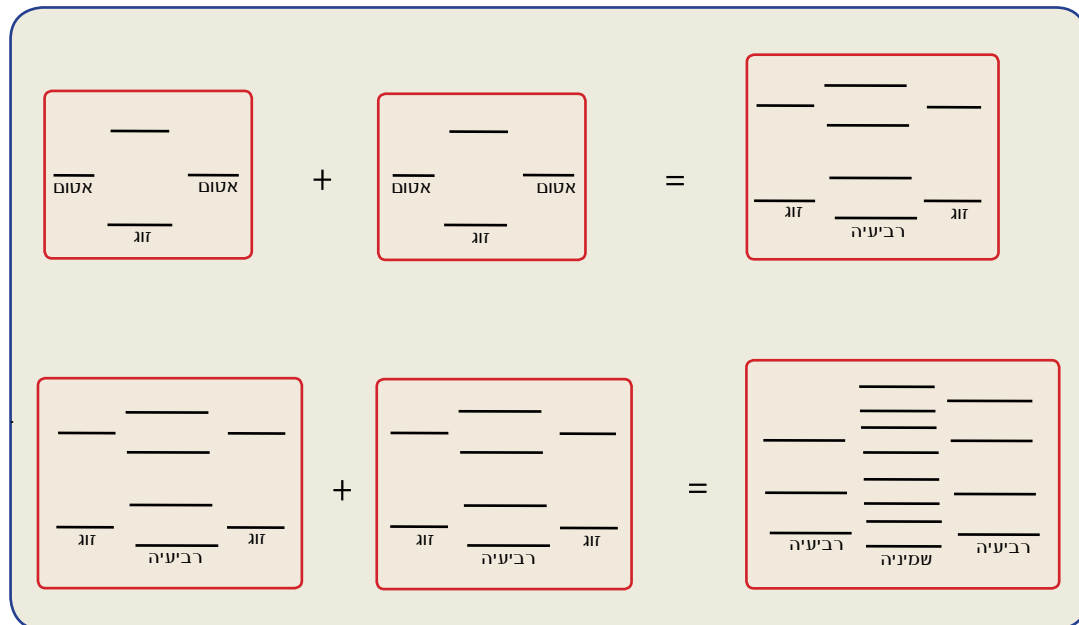 אטום אטום זוג + אטום אטום זוג = זוג זוג רביעיה
זוג זוג רביעיה + זוג זוג רביעיה = רביעיה רביעיה שמיניה